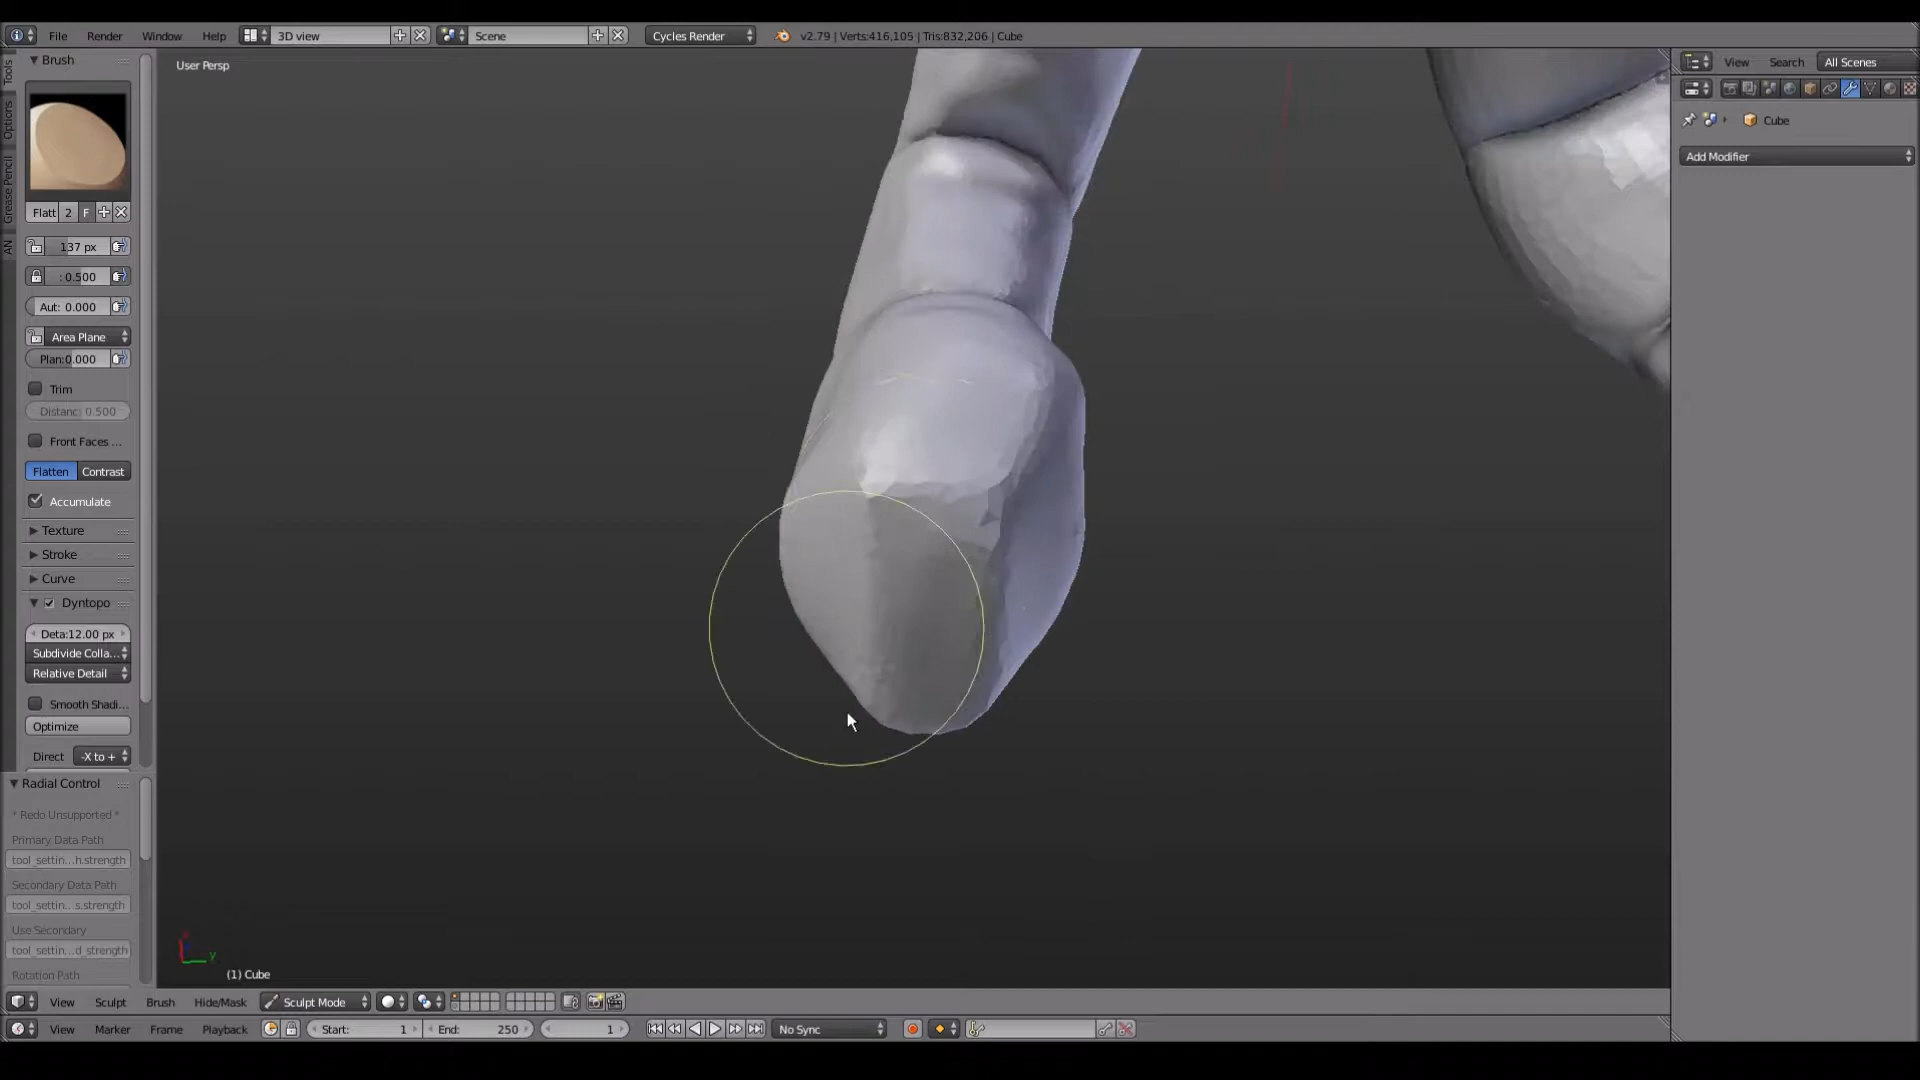 File Render Window Help 3D view Scene Cycles Render v2.79 | Verts:416,105 | Tris:832,206 | Cube
Brush
User Persp
View Search All Scenes
Tools
Options
Grease Pencil
AN
Cube
Add Modifier
Flatt 2 F
137 px
: 0.500
Aut: 0.000
Area Plane
Plan:0.000
Trim
Distanc: 0.500
Front Faces ...
Flatten Contrast
Accumulate
Texture
Stroke
Curve
Dyntopo
Deta:12.00 px
Subdivide Colla...
Relative Detail
Smooth Shadi...
Optimize
Direct -X to +
Radial Control
* Redo Unsupported *
Primary Data Path
tool_settin...h.strength
Secondary Data Path
tool_settin...s.strength
Use Secondary
tool_settin...d_strength
Rotation Path
y
(1) Cube
View Sculpt Brush Hide/Mask Sculpt Mode
View Marker Frame Playback Start: 1 End: 250 1 No Sync